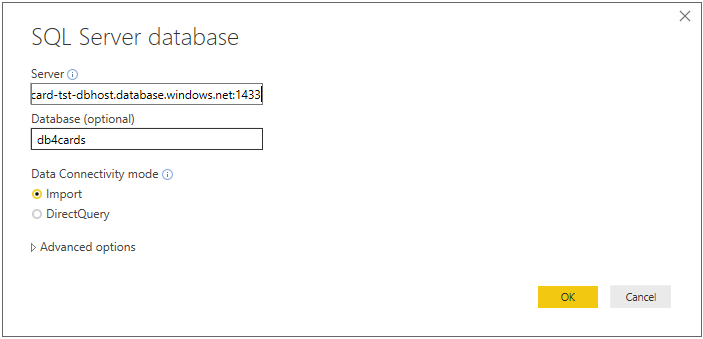 SQL Server database
Server
card-tst-dbhost.database.windows.net:1433
Database (optional)
db4cards
Data Connectivity mode
Import
DirectQuery
Advanced options
OK Cancel